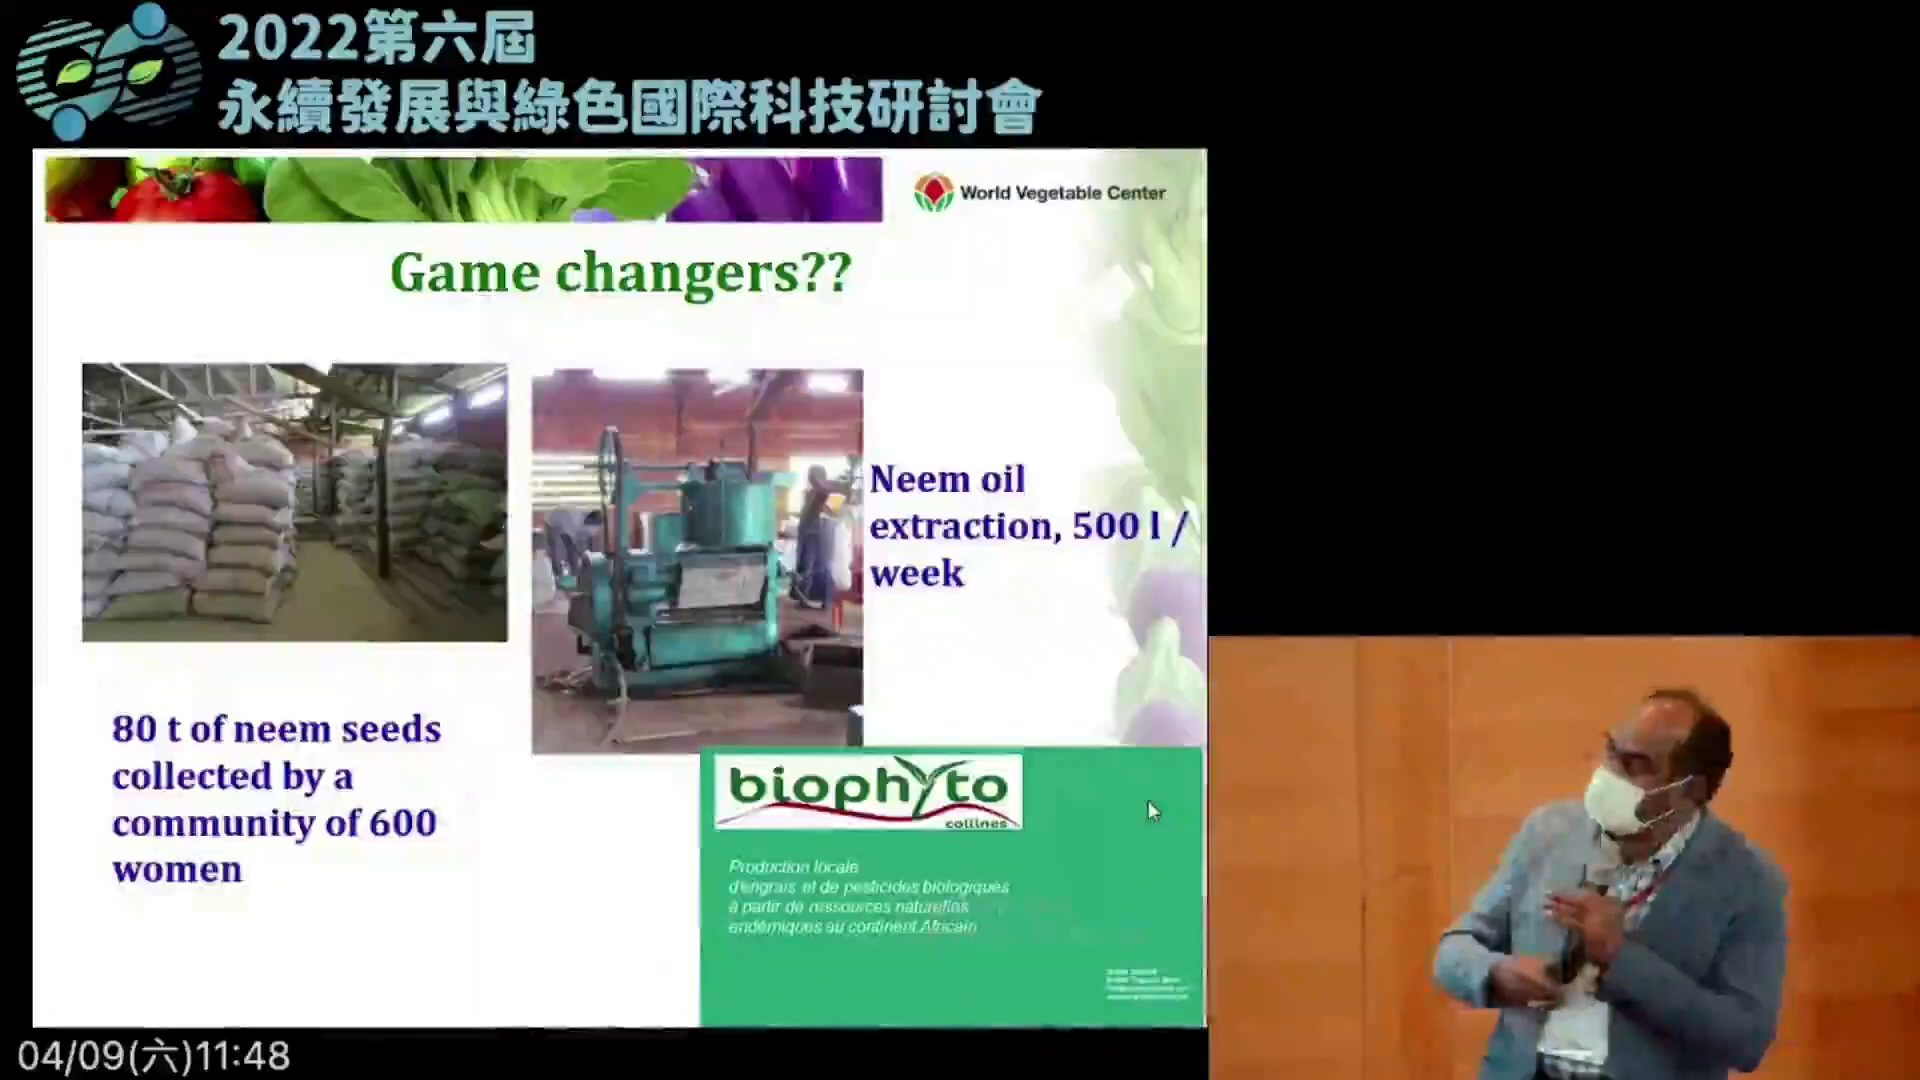 2022第六屆
永續發展與綠色國際科技研討會
World Vegetable Center
Game changers??
Neem oil
extraction, 500 l /
week
80 t of neem seeds
collected by a
community of 600
women
biophyto
collines
Production locale
d'engrais et de pesticides biologiques
à partir de ressources naturelles
endémiques au continent Africain
04/09(六)11:48